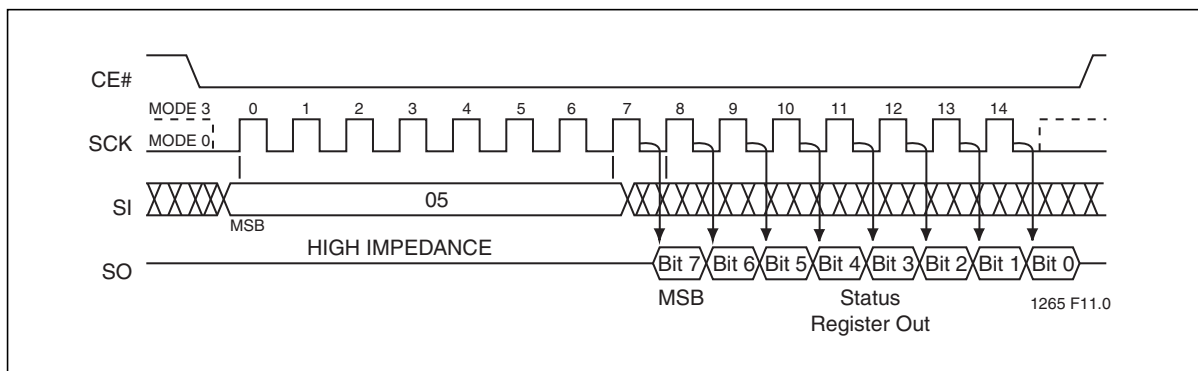 CE#
MODE 3 0 1 2 3 4 5 6 7 8 9 10 11 12 13 14
SCK MODE 0
SI 05
MSB
HIGH IMPEDANCE
SO Bit 7 Bit 6 Bit 5 Bit 4 Bit 3 Bit 2 Bit 1 Bit 0
MSB Status 1265 F11.0
Register Out